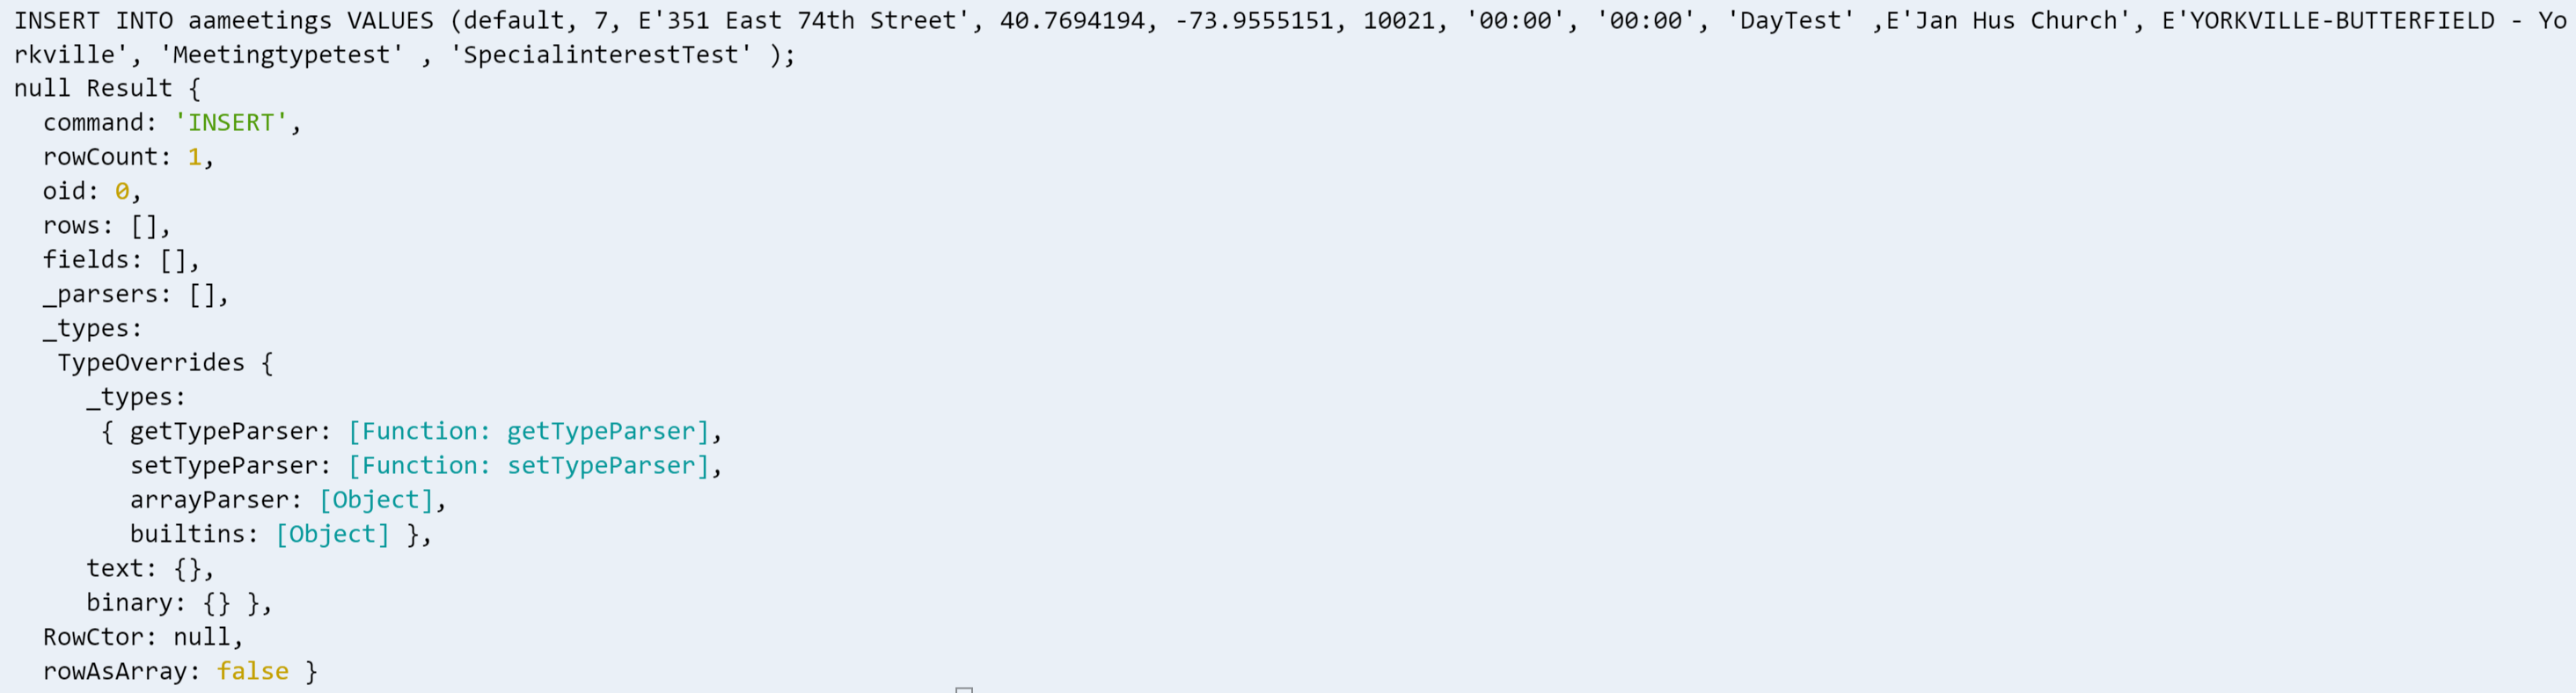 INSERT INTO aameetings VALUES (default, 7, E'351 East 74th Street', 40.7694194, -73.9555151, 10021, '00:00', '00:00', 'DayTest' ,E'Jan Hus Church', E'YORKVILLE-BUTTERFIELD - Yo
rkville', 'Meetingtypetest' , 'SpecialinterestTest' );
null Result {
  command: 'INSERT',
  rowCount: 1,
  oid: 0,
  rows: [],
  fields: [],
  _parsers: [],
  _types:
   TypeOverrides {
     _types:
      { getTypeParser: [Function: getTypeParser],
        setTypeParser: [Function: setTypeParser],
        arrayParser: [Object],
        builtins: [Object] },
     text: {},
     binary: {} },
  RowCtor: null,
  rowAsArray: false }